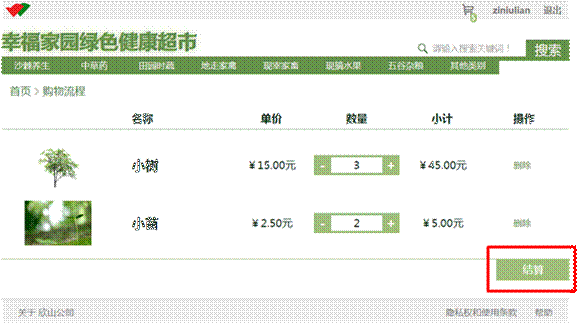 ziniulian 退出
幸福家园绿色健康超市
请输入搜索关键词！ 搜索
沙棘养生 中草药 田园时蔬 地走家禽 现宰家畜 现摘水果 五谷杂粮 其他类别
首页 > 购物流程
名称 单价 数量 小计 操作
小树 ￥15.00元 - 3 + ￥45.00元 删除
￥2.50元 - 2 + ￥5.00元 删除
结算
关于 欣山公司 隐私权和使用条款 帮助